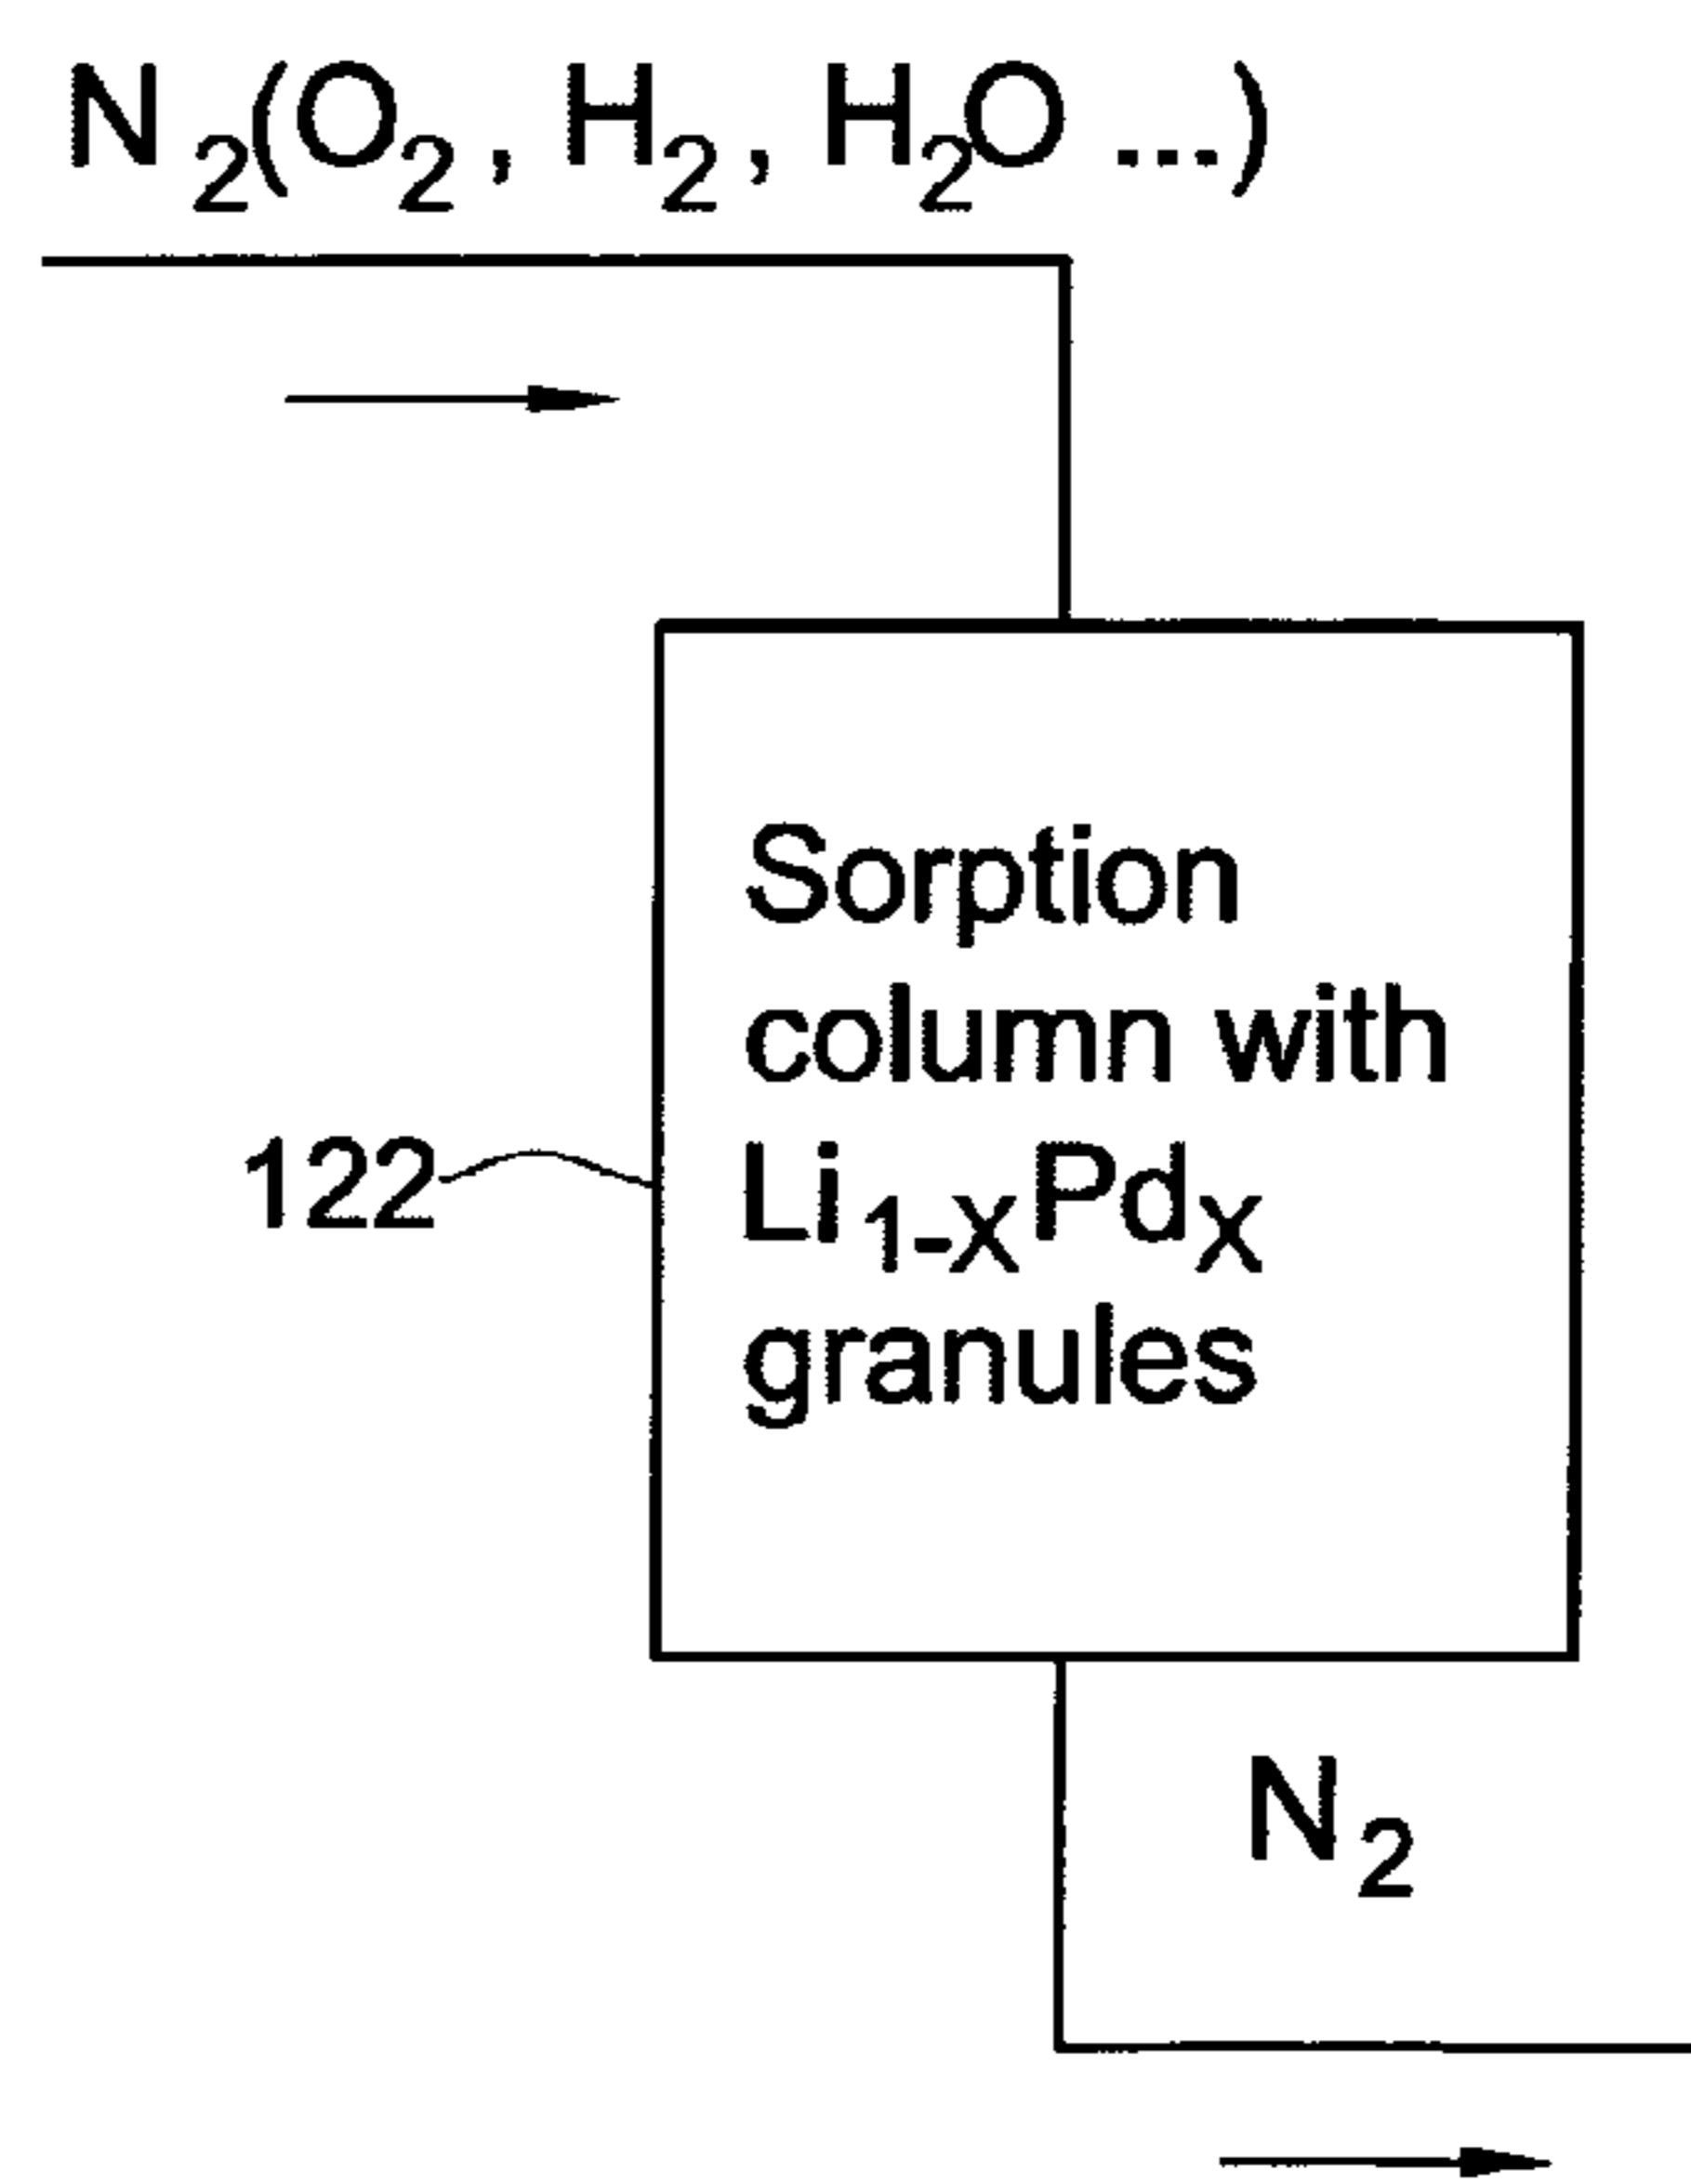 N₂(O₂, H₂, H₂O ...)
Sorption
column with
122
Li₁₋ₓPdₓ
granules
N₂